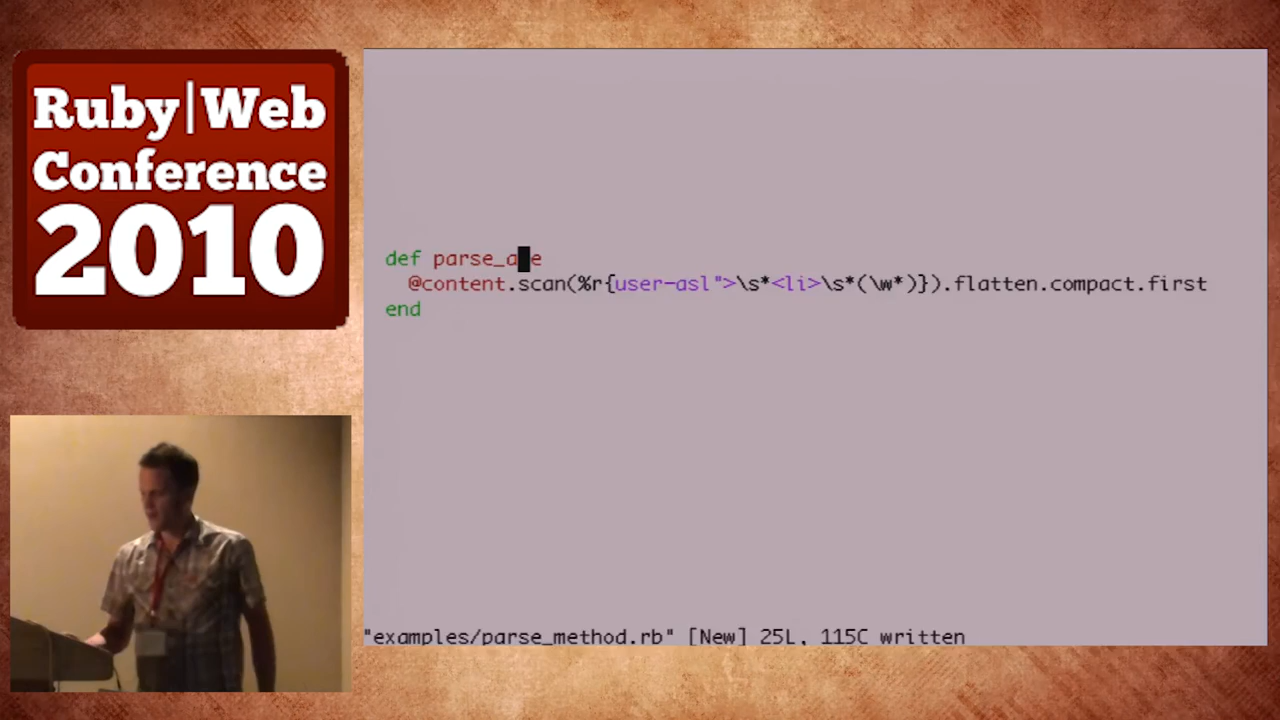 Ruby|Web
Conference
2010
def parse_a e
@content.scan(%r{user-asl">\s*<li>\s*(\w*)}).flatten.compact.first
end
"examples/parse_method.rb" [New] 25L, 115C written